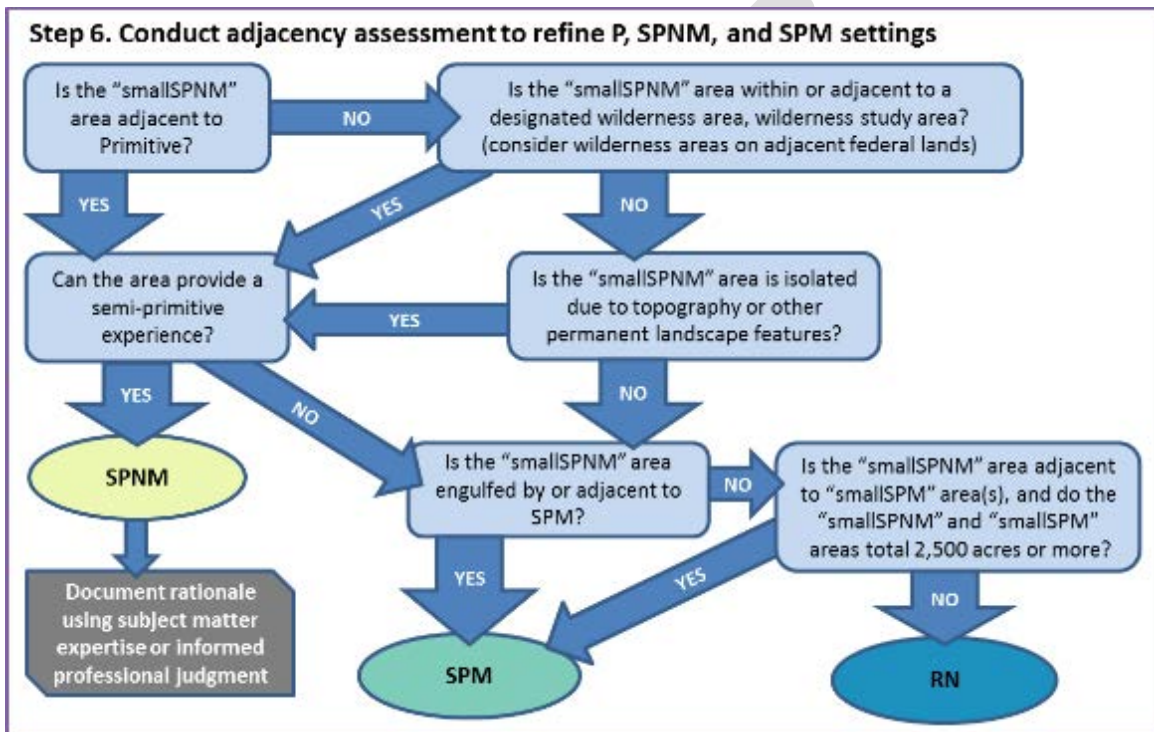 Step 6. Conduct adjacency assessment to refine P, SPNM, and SPM settings
Is the “smallSPNM”
area adjacent to
Primitive?
NO
Is the “smallSPNM” area within or adjacent to a
designated wilderness area, wilderness study area?
(consider wilderness areas on adjacent federal lands)
YES
YES
NO
Can the area provide a
semi-primitive
experience?
YES
Is the “smallSPNM” area is isolated
due to topography or other
permanent landscape features?
YES
NO
NO
SPNM
Is the “smallSPNM” area
engulfed by or adjacent to
SPM?
NO
Is the “smallSPNM” area adjacent
to “smallSPM” area(s), and do the
“smallSPNM” and “smallSPM”
areas total 2,500 acres or more?
Document rationale
using subject matter
expertise or informed
professional judgment
YES
YES
NO
SPM
RN